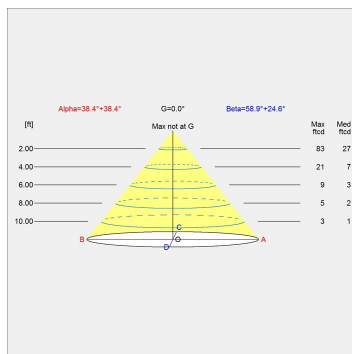 Alpha=38.4°+38.4° G=0.0° Beta=58.9°+24.6°
[ft] Max not at G Max Med
ftcd ftcd
2.00 83 27
4.00 21 7
6.00 9 3
8.00 5 2
10.00 3 1
C
B O A
D